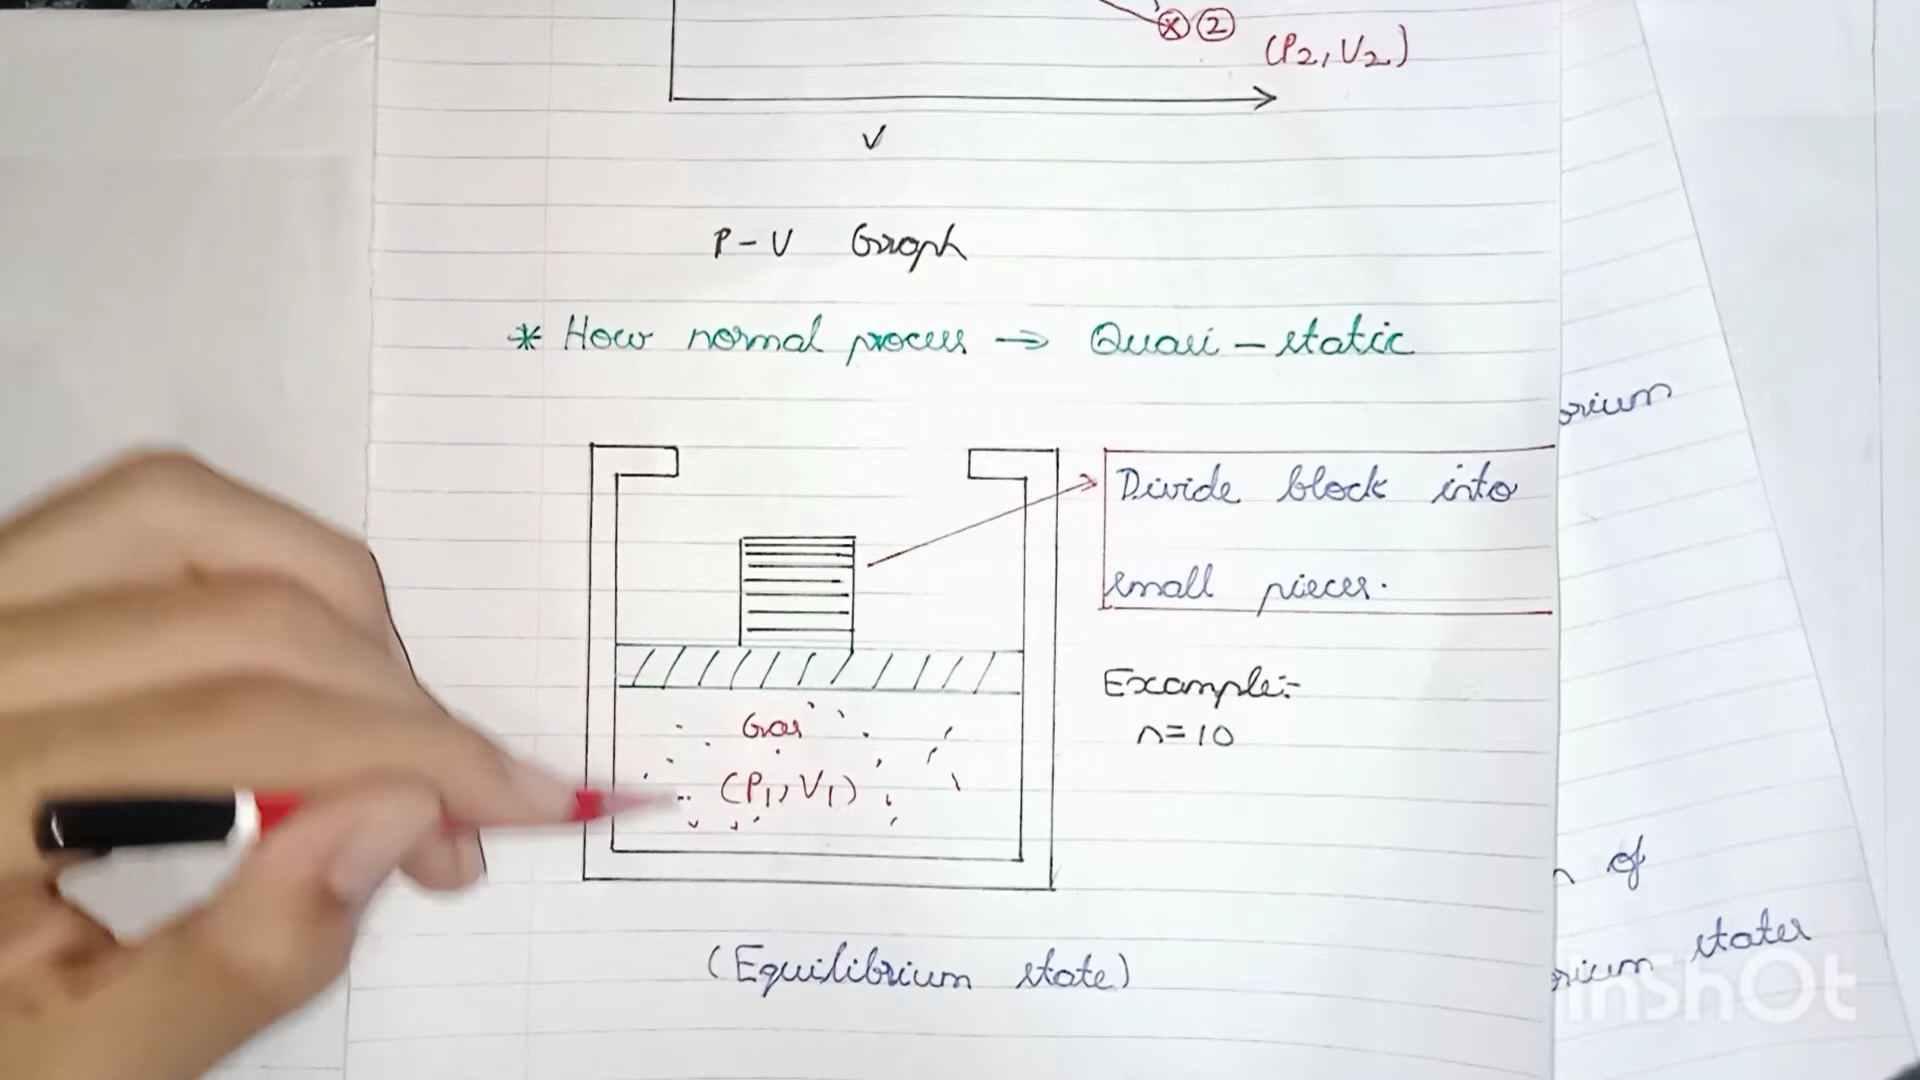 ⓧ ② (P2, V2)
V
P-V Graph
* How normal process → Quasi-static
Divide block into
small pieces.
Example:-
n=10
Gas
(P1, V1)
(Equilibrium state)
of
states
InShOt